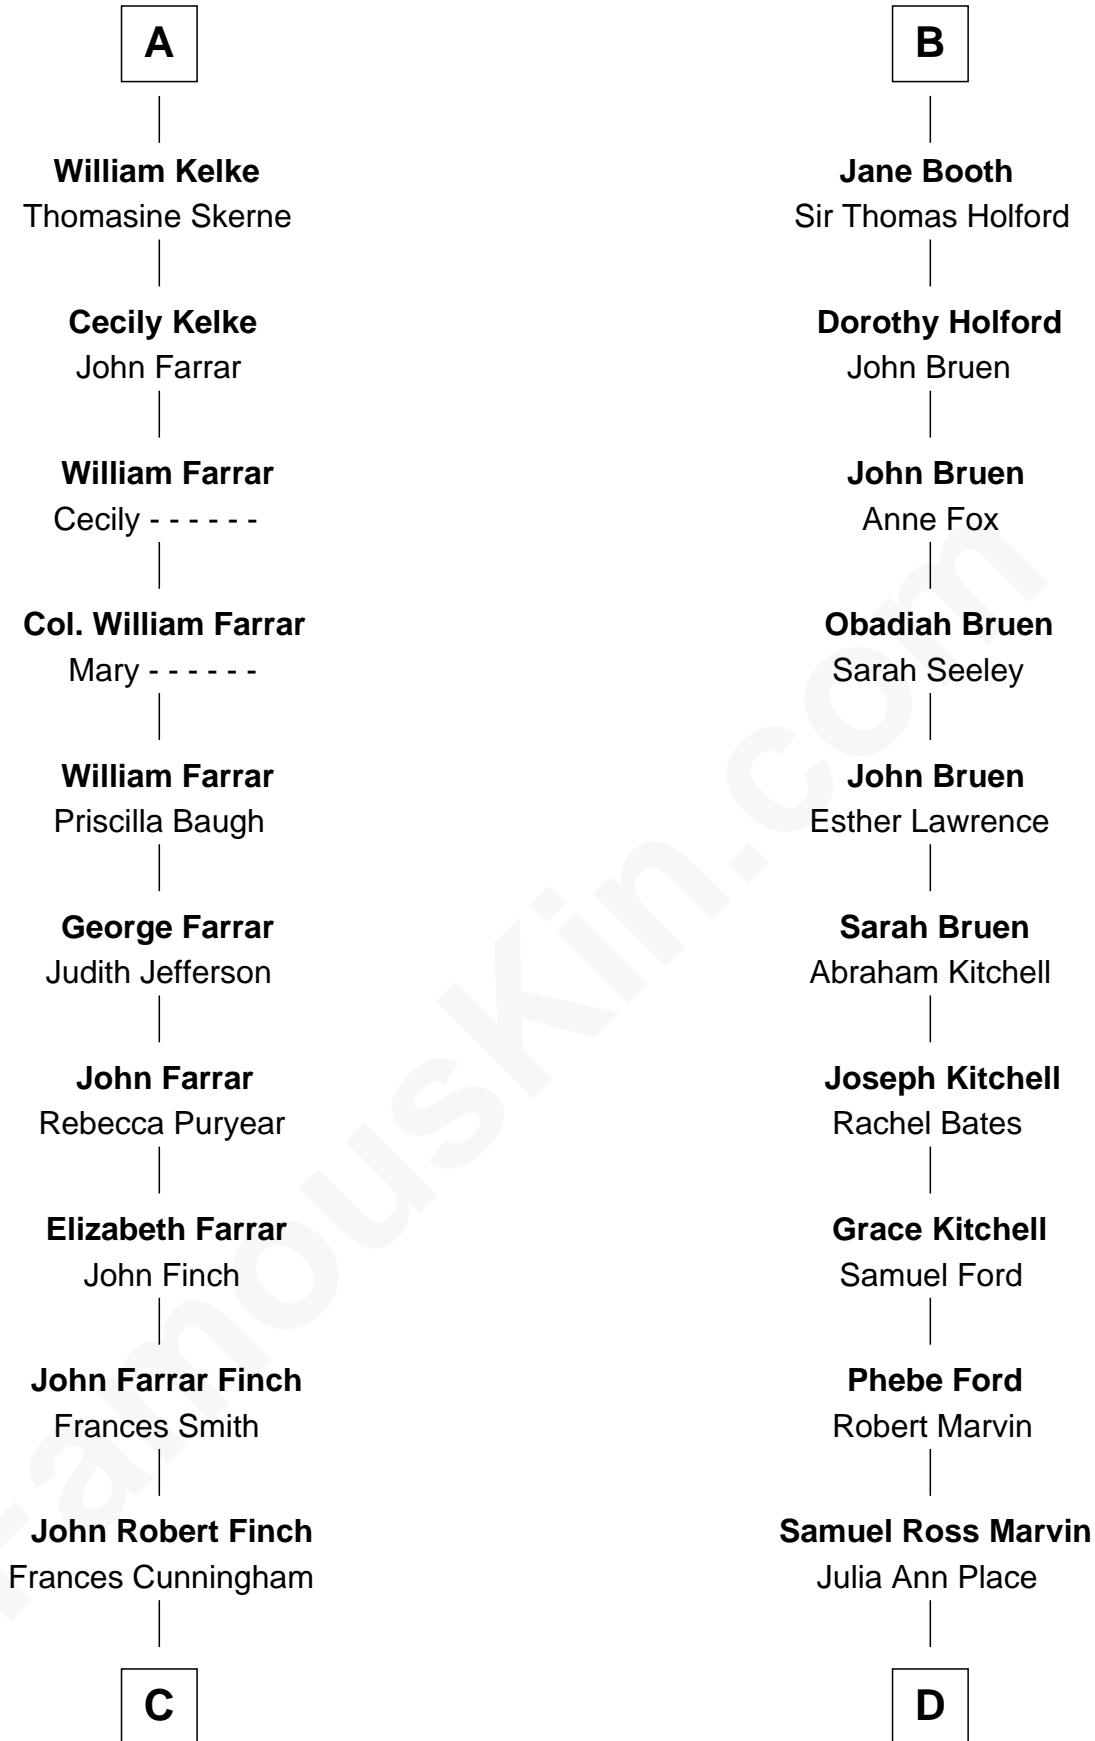 A
William Kelke
Thomasine Skerne
Cecily Kelke
John Farrar
William Farrar
Cecily - - - - - -
Col. William Farrar
Mary - - - - - -
William Farrar
Priscilla Baugh
George Farrar
Judith Jefferson
John Farrar
Rebecca Puryear
Elizabeth Farrar
John Finch
John Farrar Finch
Frances Smith
John Robert Finch
Frances Cunningham
C
B
Jane Booth
Sir Thomas Holford
Dorothy Holford
John Bruen
John Bruen
Anne Fox
Obadiah Bruen
Sarah Seeley
John Bruen
Esther Lawrence
Sarah Bruen
Abraham Kitchell
Joseph Kitchell
Rachel Bates
Grace Kitchell
Samuel Ford
Phebe Ford
Robert Marvin
Samuel Ross Marvin
Julia Ann Place
D
FamousKin.com